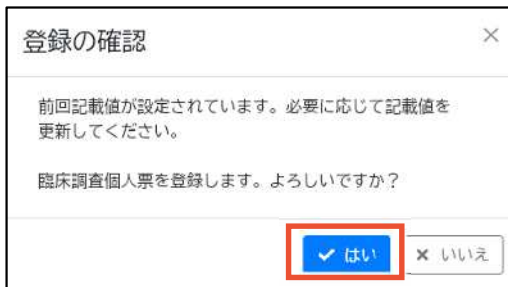 登録の確認
前回記載値が設定されています。必要に応じて記載値を
更新してください。
臨床調査個人票を登録します。よろしいですか？
はい
いいえ